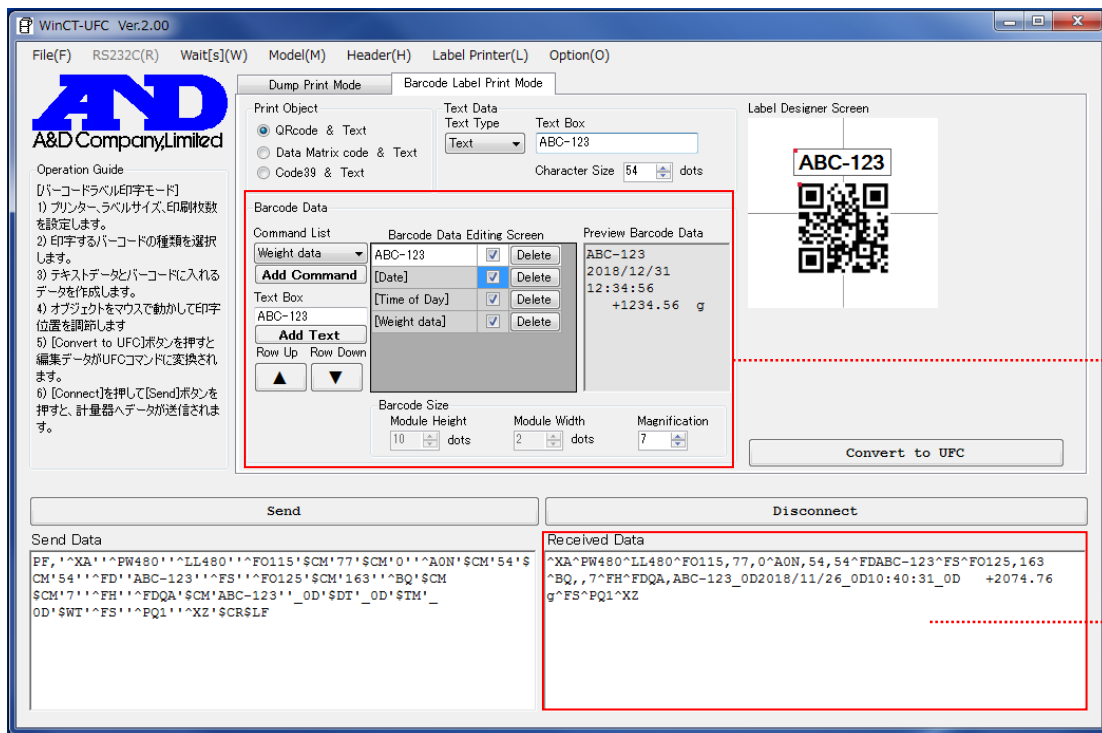 WinCT-UFC Ver.2.00
File(F) RS232C(R) Wait[s](W) Model(M) Header(H) Label Printer(L) Option(O)
AND
A&D Company,Limited
Operation Guide
[バーコードラベル印字モード]
1) プリンター、ラベルサイズ、印刷枚数
を設定します。
2) 印字するバーコードの種類を選択
します。
3) テキストデータとバーコードに入れる
データを作成します。
4) オブジェクトをマウスで動かして印字
位置を調節します
5) [Convert to UFC]ボタンを押すと
編集データがUFCコマンドに変換され
ます。
6) [Connect]を押して[Send]ボタンを
押すと、計量器へデータが送信されま
す。
Dump Print Mode Barcode Label Print Mode
Print Object
QRcode & Text
Data Matrix code & Text
Code39 & Text
Text Data
Text Type Text Box
Text ABC-123
Character Size 54 dots
Label Designer Screen
ABC-123
Barcode Data
Command List Barcode Data Editing Screen Preview Barcode Data
Weight data
Add Command
Text Box
ABC-123
Add Text
Row Up Row Down
▲ ▼
ABC-123 Delete
[Date] Delete
[Time of Day] Delete
[Weight data] Delete
ABC-123
2018/12/31
12:34:56
+1234.56 g
Barcode Size
Module Height Module Width Magnification
10 dots 2 dots 7
Convert to UFC
Send Disconnect
Send Data
PF,'^XA''^PW480''^LL480''^FO115'$CM'77'$CM'0''^A0N'$CM'54'$
CM'54''^FD''ABC-123''^FS''^FO125'$CM'163''^BQ'$CM
$CM'7''^FH''^FDQA'$CM'ABC-123''_0D'$DT'_0D'$TM'_
0D'$WT'^FS''^PQ1''^XZ'$CR$LF
Received Data
^XA^PW480^LL480^FO115,77,0^A0N,54,54^FDABC-123^FS^FO125,163
^BQ,,7^FH^FDQA,ABC-123_0D2018/11/26_0D10:40:31_0D +2074.76
g^FS^PQ1^XZ